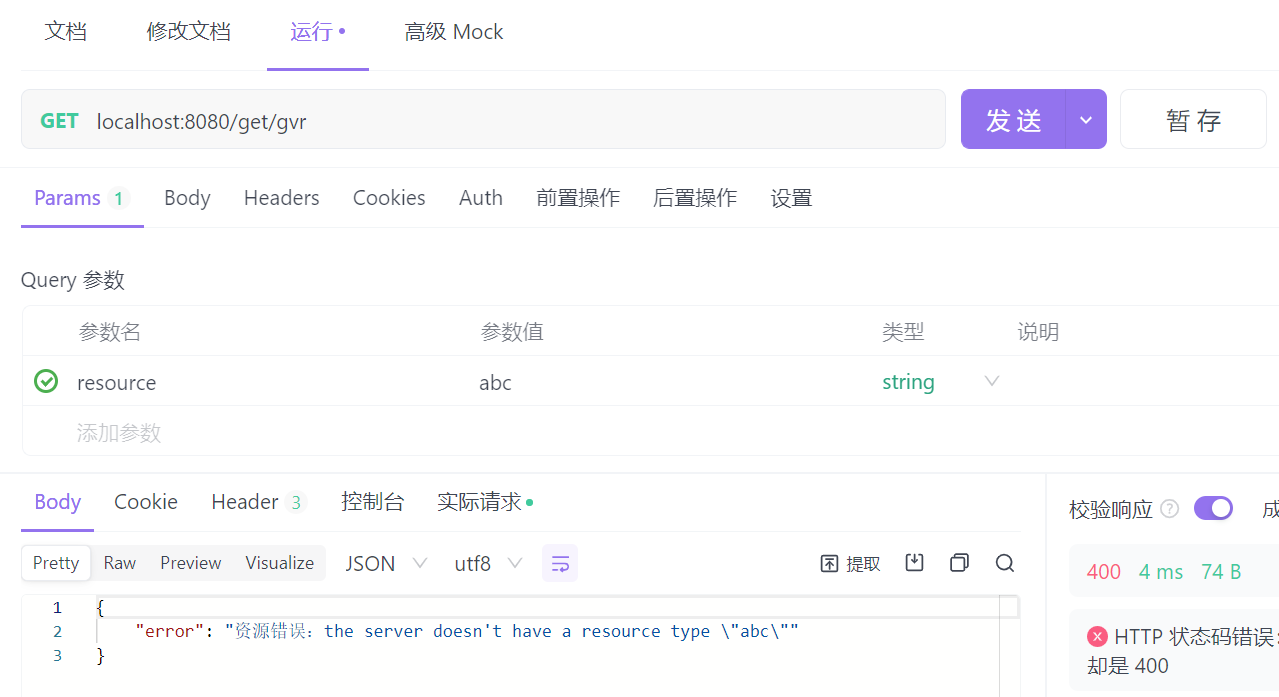 文档 修改文档 运行 高级 Mock
GET localhost:8080/get/gvr 发送 暂存
Params 1 Body Headers Cookies Auth 前置操作 后置操作 设置
Query 参数
参数名 参数值 类型 说明
resource abc string
添加参数
Body Cookie Header 3 控制台 实际请求 校验响应 ? 成
Pretty Raw Preview Visualize JSON utf8 提取
400 4 ms 74 B
1 {
2 "error": "资源错误：the server doesn't have a resource type \"abc\""
3 }
HTTP 状态码错误：
却是 400